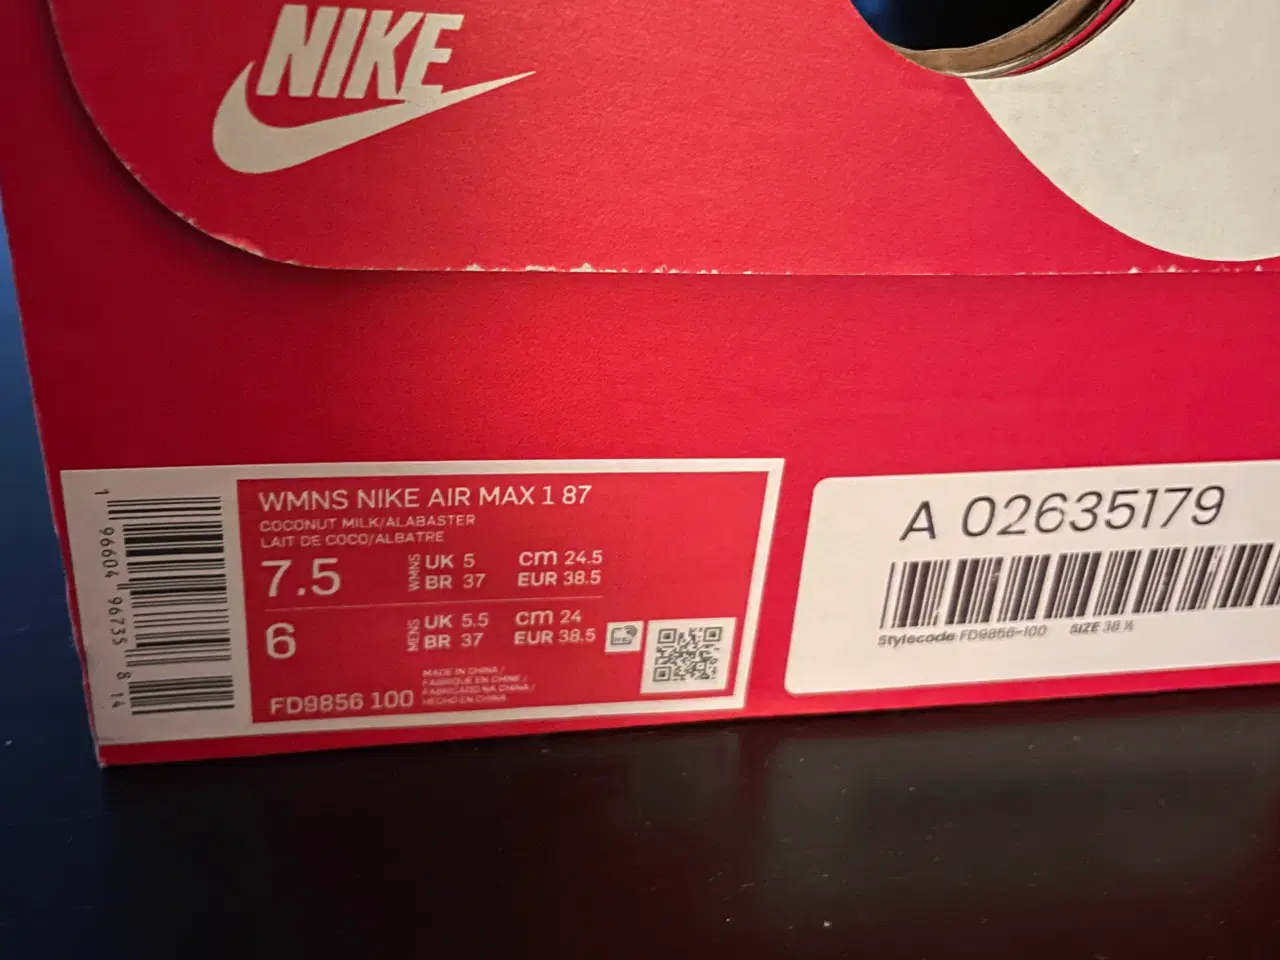 NIKE
WMNS NIKE AIR MAX 1 87
COCONUT MILK/ALABASTER
LAIT DE COCO/ALBATRE
7.5
WMNS
UK 5
BR 37
cm 24.5
EUR 38.5
6
MENS
UK 5.5
BR 37
cm 24
EUR 38.5
FD9856 100
MADE IN CHINA /
FABRIQUÉ EN CHINE /
FABRICADO NA CHINA /
HECHO EN CHINA
1 96604 96735 8 14
A 02635179
Stylecode FD9856-100 SIZE 38 ½